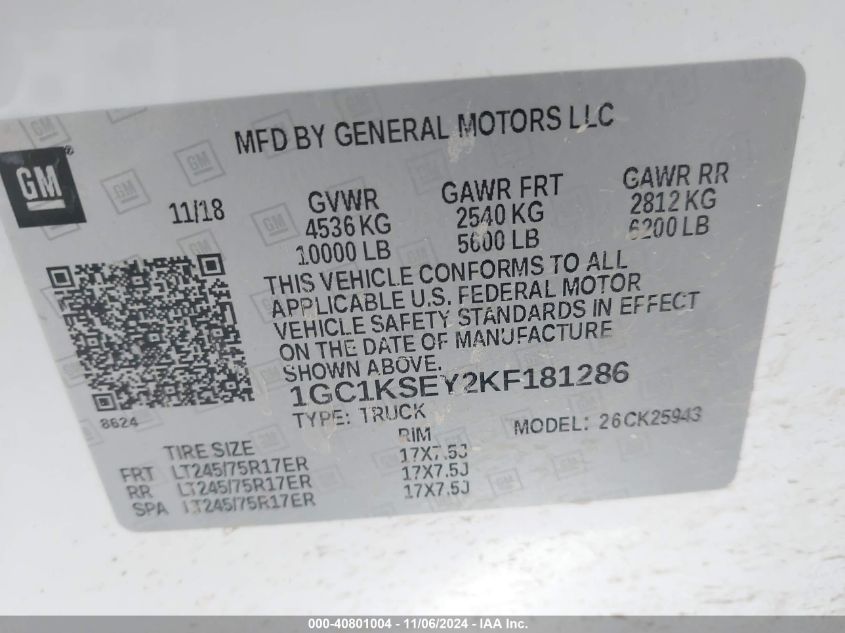 MFD BY GENERAL MOTORS LLC
GM
11/18
GVWR
4536 KG
10000 LB
GAWR FRT
2540 KG
5600 LB
GAWR RR
2812 KG
6200 LB
THIS VEHICLE CONFORMS TO ALL
APPLICABLE U.S. FEDERAL MOTOR
VEHICLE SAFETY STANDARDS IN EFFECT
ON THE DATE OF MANUFACTURE
SHOWN ABOVE.
1GC1KSEY2KF181286
8624
TYPE: TRUCK
MODEL: 26CK25943
TIRE SIZE RIM
FRT LT245/75R17ER 17X7.5J
RR LT245/75R17ER 17X7.5J
SPA LT245/75R17ER 17X7.5J
000-40801004 - 11/06/2024 - IAA Inc.